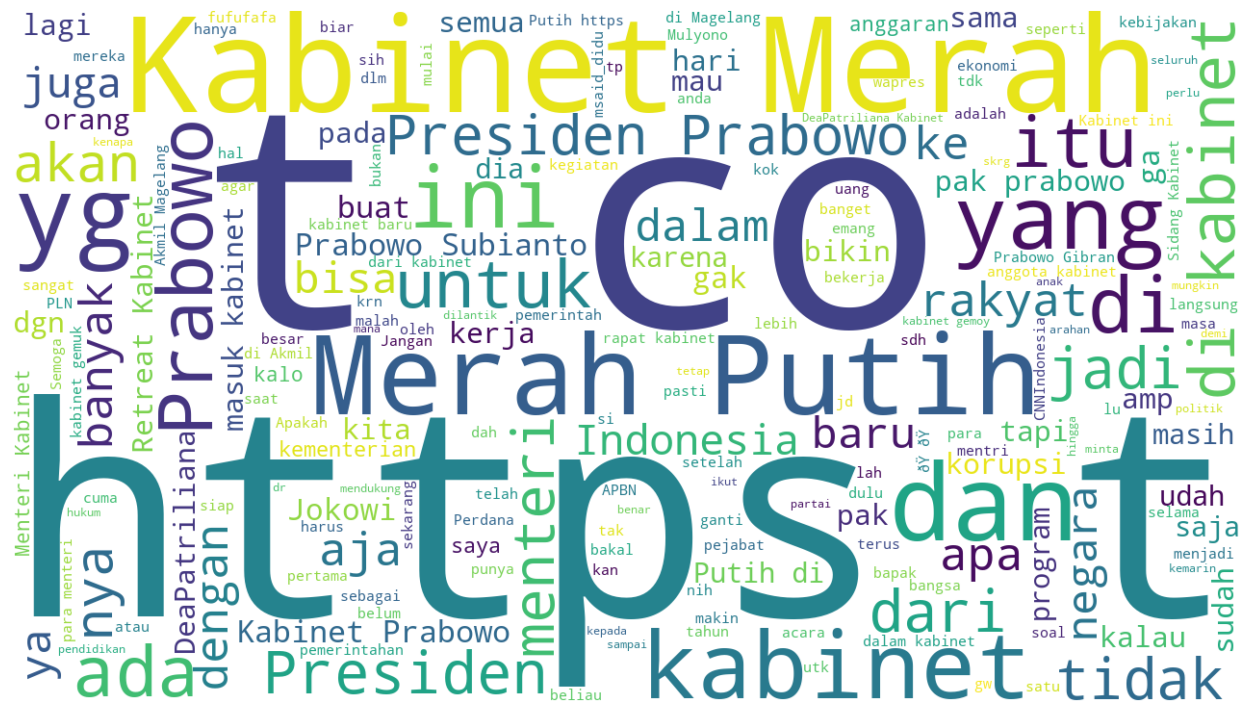 lagi
fufufafa
hanya
biar
semua
Putih https
di Magelang
Mulyono
anggaran
sama
seperti
kebijakan
mereka
Kabinet Merah
sih
dlm
mulai
msaid_didu
tp
hari
mau
anda
wapres
ekonomi
tdk
seluruh
perlu
juga
orang
kenapa
akan
Prabowo
pada
bukan
Presiden Prabowo
DeaPatriliana Kabinet
ke
adalah
skrg
itu
Kabinet ini
ga
Sidang Kabinet
di kabinet
hal
agar
t co
dia
kegiatan
ini
buat
kabinet baru
kok
uang
banget
emang
bekerja
pak prabowo
yang
yg
Akmil Magelang
Retreat Kabinet
masuk kabinet
Prabowo Subianto
dari kabinet
dalam
karena
gak
bikin
Prabowo Gibran
anggota kabinet
anak
mungkin
sangat
PLN
dgn
banyak
bisa
untuk
krn
malah
mana
dilantik
pemerintah
oleh
Jangan
besar
di Akmil
kalo
saat
kerja
lebih
rapat kabinet
kabinet gemoy
sdh
rakyat
di
langsung
masa
arahan
demi
Semoga
kabinet gemuk
Menteri Kabinet
Merah Putih
tetap
pasti
jd
CNNIndonesia
jadi
lu
amp
politik
Apakah
kita
kementerian
dah
menteri
si
Indonesia
baru
ðŸ ðŸ
para
tapi
hingga
minta
masih
mentri
korupsi
https t
cuma
hukum
DeaPatriliana
siap
dr
mendukung
Jokowi
harus
sekarang
telah
Perdana
setelah
ikut
APBN
benar
lah
partai
dulu
dan
udah
selama
saja
nya
dengan
aja
saya
tak
bakal
kan
ganti
pejabat
pak
terus
apa
program
negara
menjadi
kemarin
sudah
para menteri
pertama
punya
Putih di
bapak
bangsa
ya
atau
pendidikan
sebagai
belum
nih
makin
tahun
acara
dari
soal
kalau
Kabinet Prabowo
pemerintahan
kepada
sampai
dalam kabinet
ada
Presiden
beliau
utk
kabinet
gw
satu
tidak